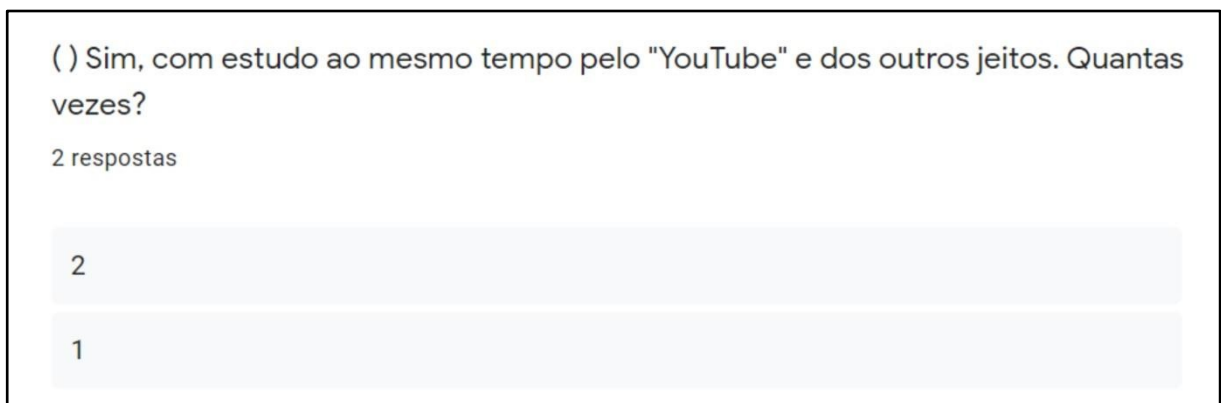 ( ) Sim, com estudo ao mesmo tempo pelo "YouTube" e dos outros jeitos. Quantas
vezes?
2 respostas
2
1